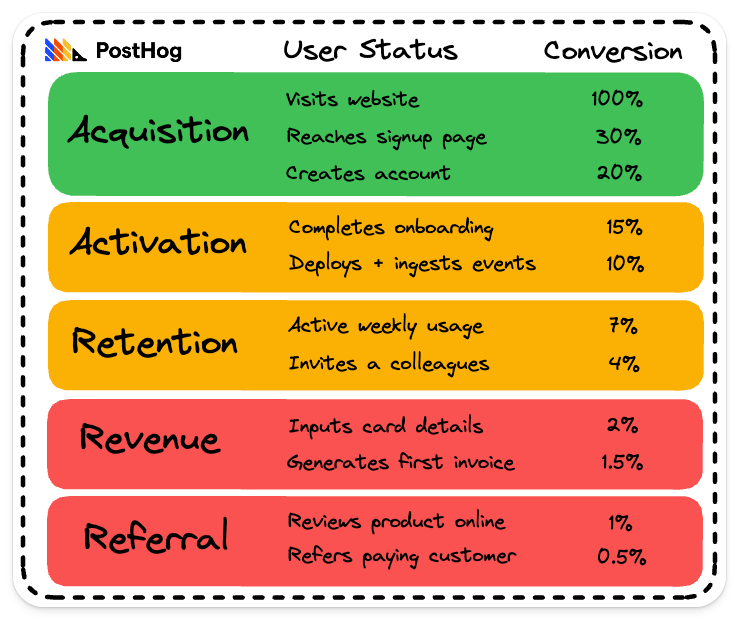 PostHog User Status Conversion
Acquisition
Visits website 100%
Reaches signup page 30%
Creates account 20%
Activation
Completes onboarding 15%
Deploys + ingests events 10%
Retention
Active weekly usage 7%
Invites a colleagues 4%
Revenue
Inputs card details 2%
Generates first invoice 1.5%
Referral
Reviews product online 1%
Refers paying customer 0.5%